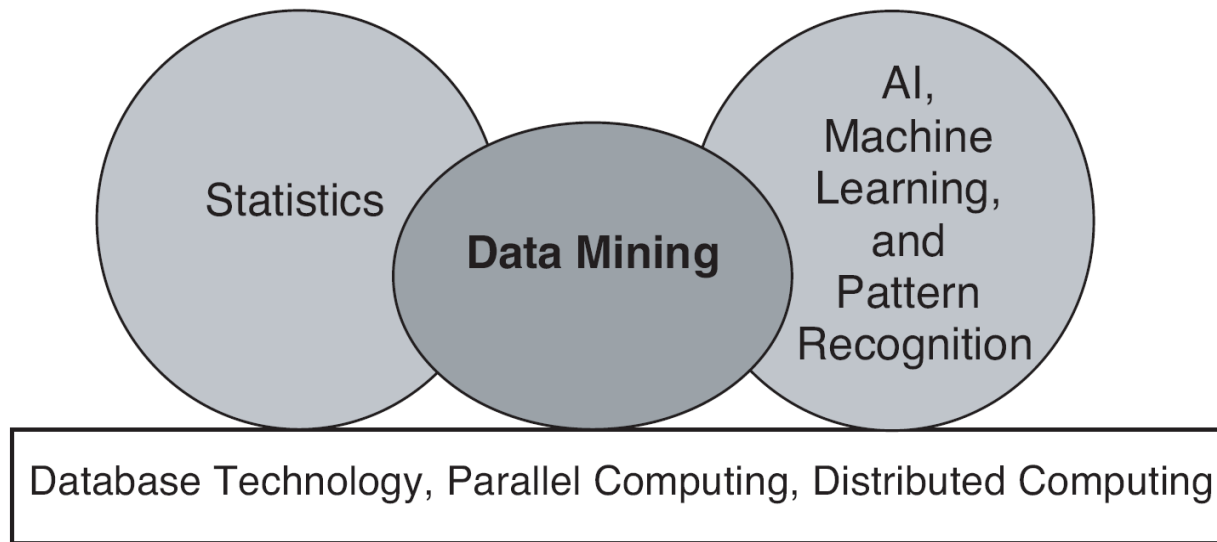 Statistics
Data Mining
AI,
Machine
Learning,
and
Pattern
Recognition
Database Technology, Parallel Computing, Distributed Computing